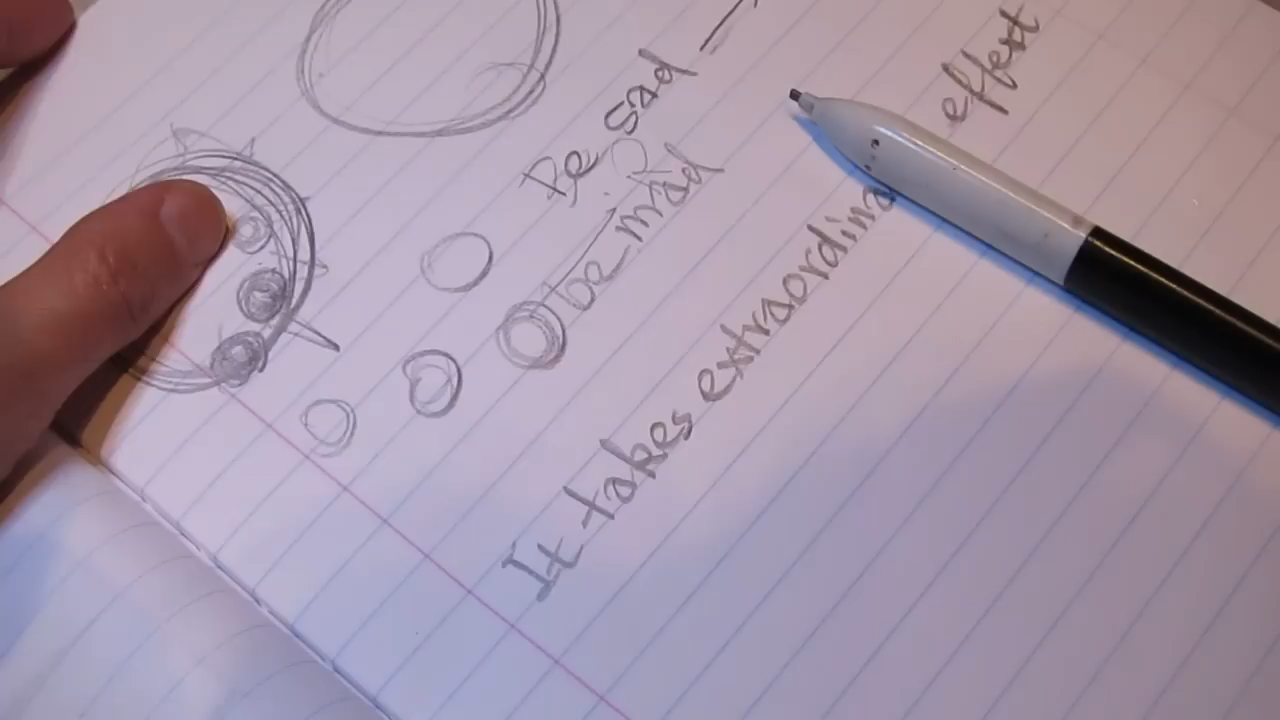 Be sad →
be mad
It takes extraordina effort